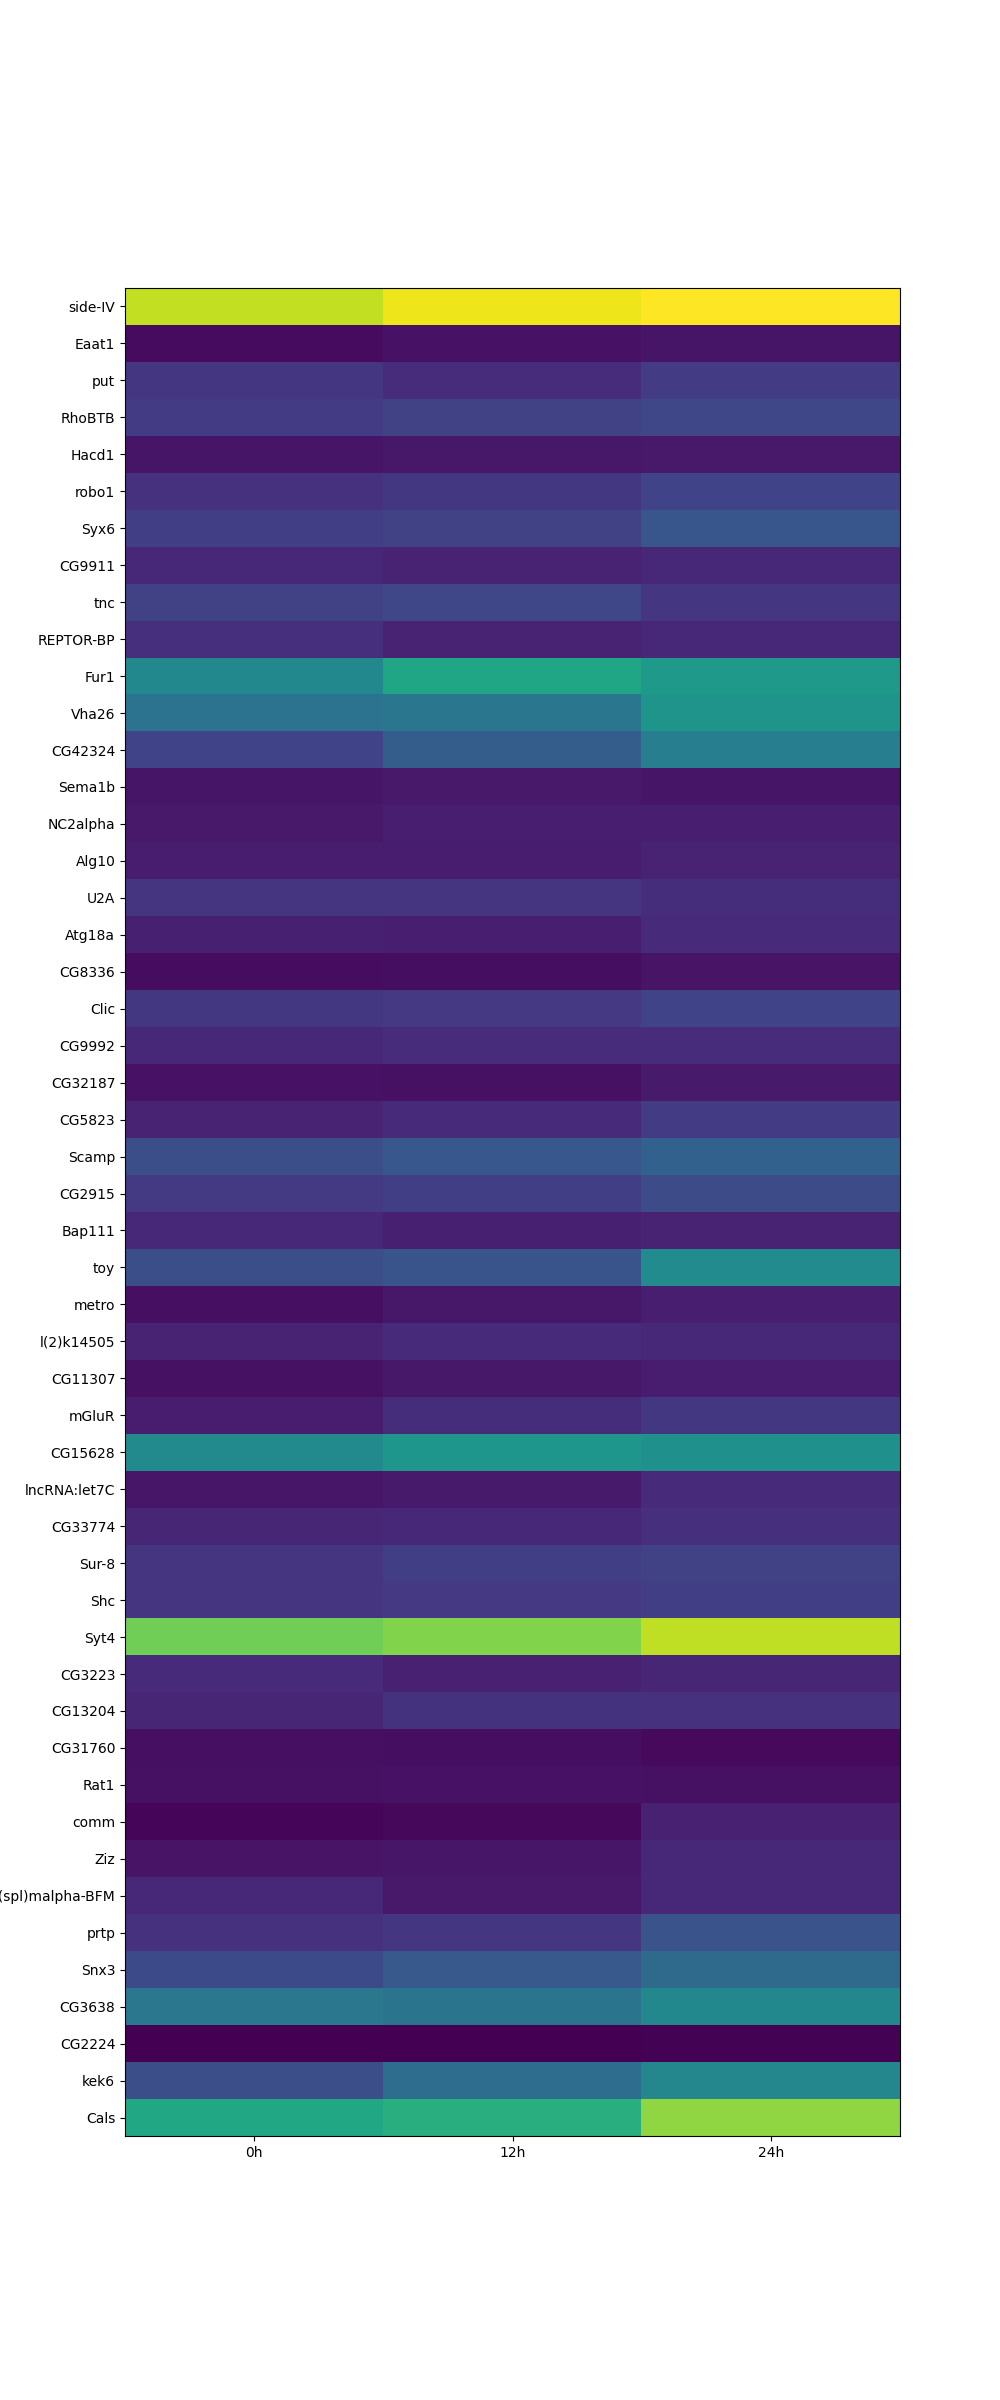 side-IV
Eaat1
put
RhoBTB
Hacd1
robo1
Syx6
CG9911
tnc
REPTOR-BP
Fur1
Vha26
CG42324
Sema1b
NC2alpha
Alg10
U2A
Atg18a
CG8336
Clic
CG9992
CG32187
CG5823
Scamp
CG2915
Bap111
toy
metro
l(2)k14505
CG11307
mGluR
CG15628
lncRNA:let7C
CG33774
Sur-8
Shc
Syt4
CG3223
CG13204
CG31760
Rat1
comm
Ziz
(spl)malpha-BFM
prtp
Snx3
CG3638
CG2224
kek6
Cals
0h 12h 24h